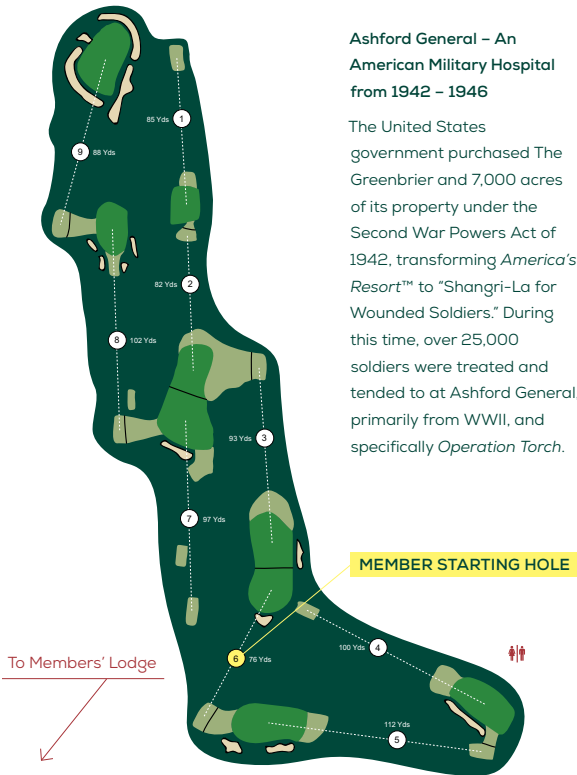 Ashford General – An
American Military Hospital
from 1942 – 1946
The United States
government purchased The
Greenbrier and 7,000 acres
of its property under the
Second War Powers Act of
1942, transforming America's
Resort™ to “Shangri-La for
Wounded Soldiers.” During
this time, over 25,000
soldiers were treated and
tended to at Ashford General,
primarily from WWII, and
specifically Operation Torch.
85 Yds 1
9 88 Yds
82 Yds 2
8 102 Yds
93 Yds 3
7 97 Yds
MEMBER STARTING HOLE
100 Yds 4
6 76 Yds
To Members' Lodge
112 Yds
5